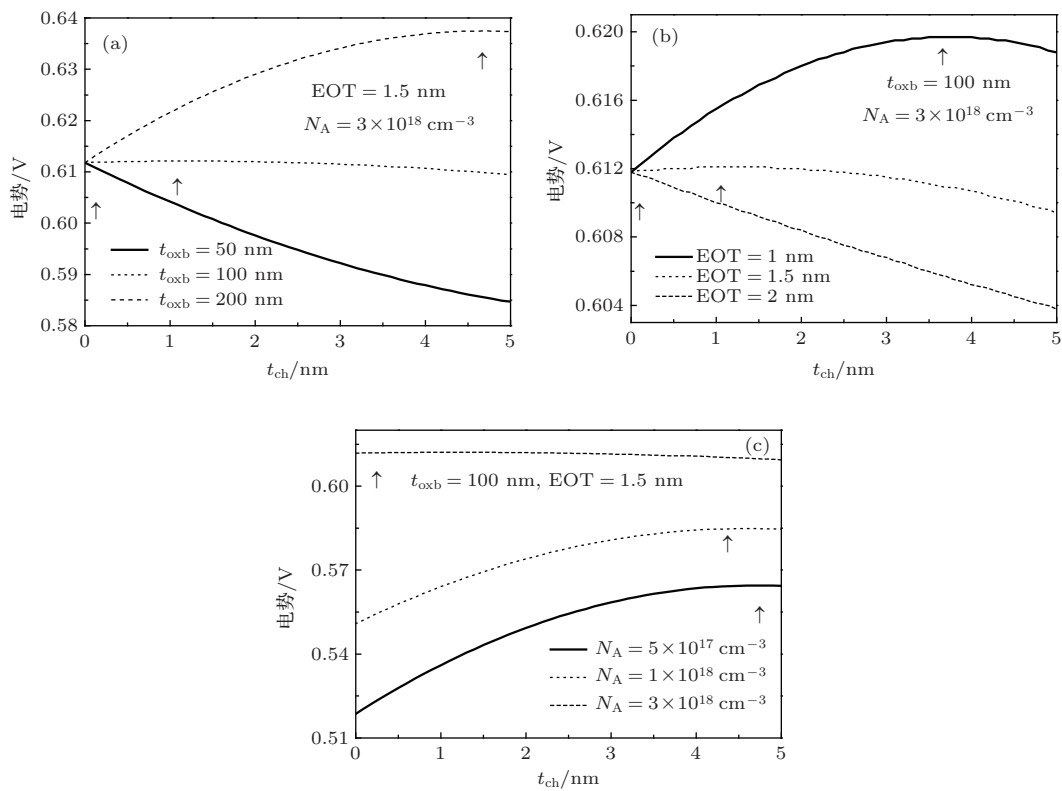 (a)
0.64
0.63
0.62
0.61
0.60
0.59
0.58
电势/V
EOT = 1.5 nm
N_A = 3×10^18 cm^−3
↑
↑
↑
t_oxb = 50 nm
t_oxb = 100 nm
t_oxb = 200 nm
0 1 2 3 4 5
t_ch/nm
(b)
0.620
0.616
0.612
0.608
0.604
电势/V
t_oxb = 100 nm
N_A = 3×10^18 cm^−3
↑
↑
↑
EOT = 1 nm
EOT = 1.5 nm
EOT = 2 nm
0 1 2 3 4 5
t_ch/nm
(c)
0.60
0.57
0.54
0.51
电势/V
↑
t_oxb = 100 nm, EOT = 1.5 nm
↑
↑
N_A = 5×10^17 cm^−3
N_A = 1×10^18 cm^−3
N_A = 3×10^18 cm^−3
0 1 2 3 4 5
t_ch/nm